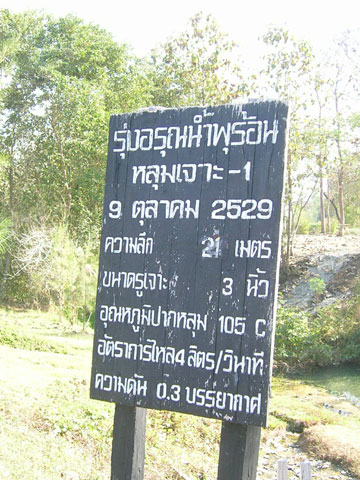 รุ่งอรุณน้ำพุร้อน
หลุมเจาะ-1
9 ตุลาคม 2529
ความลึก 21 เมตร
ขนาดรูเจาะ 3 นิ้ว
อุณหภูมิปากหลุม 105 C
อัตราการไหล 4 ลิตร/วินาที
ความดัน 0.3 บรรยากาศ